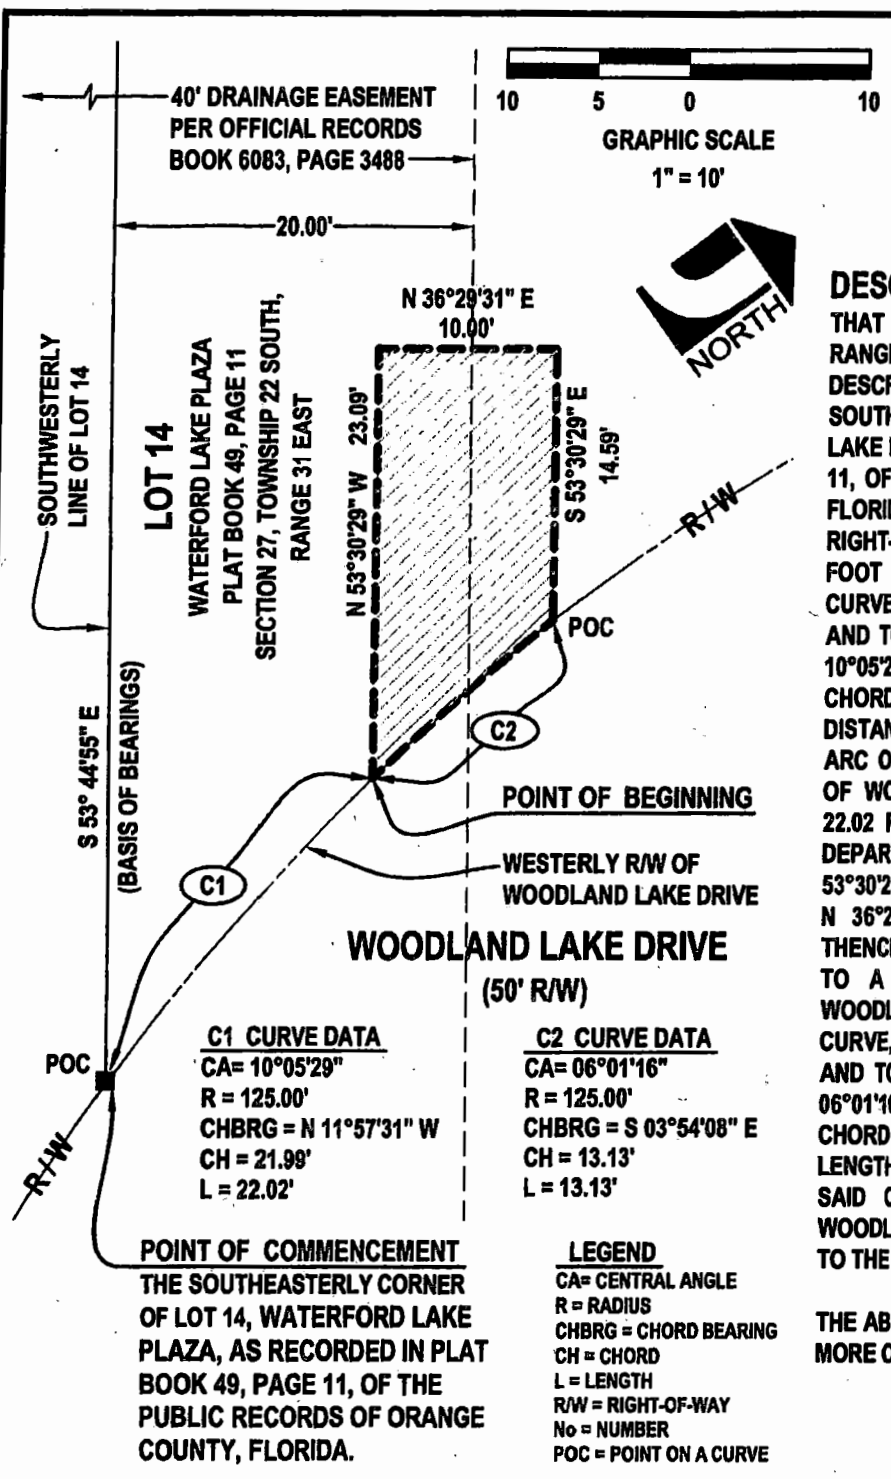 40' DRAINAGE EASEMENT
PER OFFICIAL RECORDS
BOOK 6083, PAGE 3488
20.00'
10 5 0 10
GRAPHIC SCALE
1" = 10'
NORTH
N 36°29'31" E
10.00'
SOUTHWESTERLY
LINE OF LOT 14
LOT 14
WATERFORD LAKE PLAZA
PLAT BOOK 49, PAGE 11
SECTION 27, TOWNSHIP 22 SOUTH,
RANGE 31 EAST
N 53°30'29" W 23.09'
S 53°30'29" E
14.59'
R/W
POC
S 53° 44'55" E
(BASIS OF BEARINGS)
C2
POINT OF BEGINNING
C1
WESTERLY R/W OF
WOODLAND LAKE DRIVE
WOODLAND LAKE DRIVE
(50' R/W)
C1 CURVE DATA
CA= 10°05'29"
R = 125.00'
CHBRG = N 11°57'31" W
CH = 21.99'
L = 22.02'
C2 CURVE DATA
CA= 06°01'16"
R = 125.00'
CHBRG = S 03°54'08" E
CH = 13.13'
L = 13.13'
POC
R/W
POINT OF COMMENCEMENT
THE SOUTHEASTERLY CORNER
OF LOT 14, WATERFORD LAKE
PLAZA, AS RECORDED IN PLAT
BOOK 49, PAGE 11, OF THE
PUBLIC RECORDS OF ORANGE
COUNTY, FLORIDA.
LEGEND
CA= CENTRAL ANGLE
R = RADIUS
CHBRG = CHORD BEARING
CH = CHORD
L = LENGTH
R/W = RIGHT-OF-WAY
No = NUMBER
POC = POINT ON A CURVE
DESC
THAT
RANGE
DESCR
SOUTH
LAKE
11, OF
FLORI
RIGHT-
FOOT
CURVE
AND T
10°05'2
CHORD
DISTAN
ARC O
OF WO
22.02
DEPAR
53°30'2
N 36°2
THENC
TO A
WOODL
CURVE,
AND TO
06°01'1
CHORD
LENGTH
SAID
WOODL
TO THE
THE AB
MORE